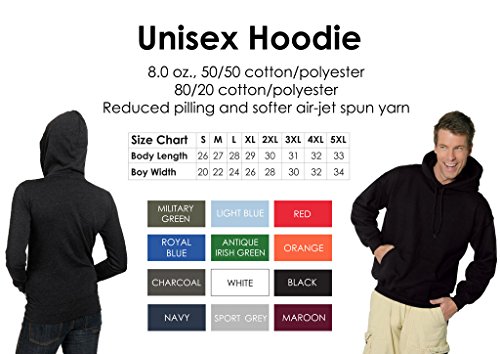 Unisex Hoodie
8.0 oz., 50/50 cotton/polyester
80/20 cotton/polyester
Reduced pilling and softer air-jet spun yarn
Size Chart S M L XL 2XL 3XL 4XL 5XL
Body Length 26 27 28 29 30 31 32 33
Boy Width 20 22 24 26 28 30 32 34
MILITARY GREEN LIGHT BLUE RED
ROYAL BLUE ANTIQUE IRISH GREEN ORANGE
CHARCOAL WHITE BLACK
NAVY SPORT GREY MAROON